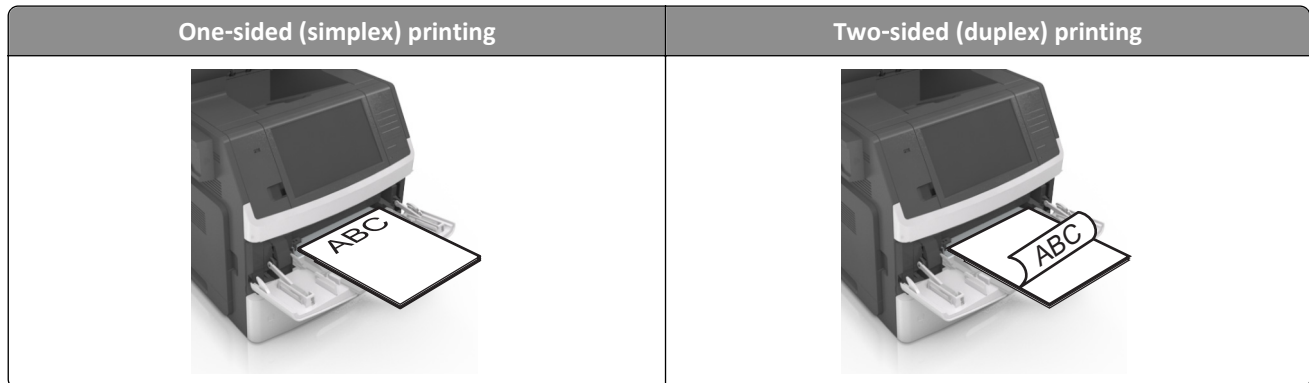 One-sided (simplex) printing
Two-sided (duplex) printing
ABC
ABC